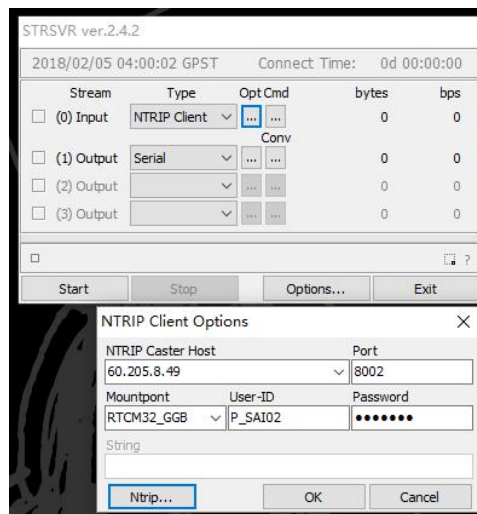 STRSVR ver.2.4.2
2018/02/05 04:00:02 GPST Connect Time: 0d 00:00:00
Stream Type Opt Cmd bytes bps
(0) Input NTRIP Client ... ... 0 0
Conv
(1) Output Serial ... ... 0 0
(2) Output ... ... 0 0
(3) Output ... ... 0 0
?
Start Stop Options... Exit
NTRIP Client Options
NTRIP Caster Host Port
60.205.8.49 8002
Mountpont User-ID Password
RTCM32_GGB P_SAI02 •••••••
String
Ntrip... OK Cancel